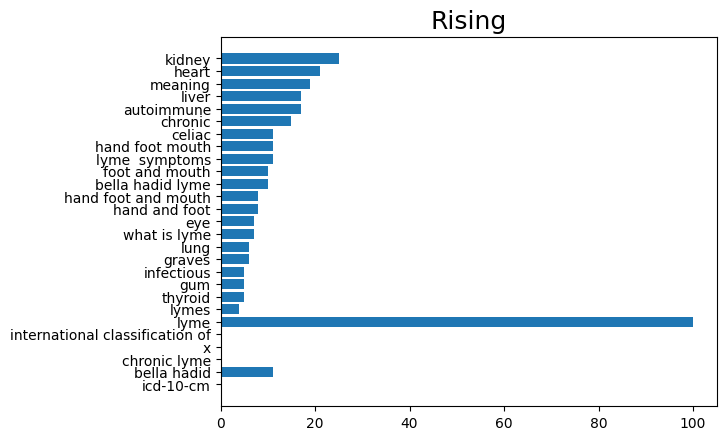 Rising
kidney
heart
meaning
liver
autoimmune
chronic
celiac
hand foot mouth
lyme  symptoms
foot and mouth
bella hadid lyme
hand foot and mouth
hand and foot
eye
what is lyme
lung
graves
infectious
gum
thyroid
lymes
lyme
international classification of
x
chronic lyme
bella hadid
icd-10-cm
0 20 40 60 80 100